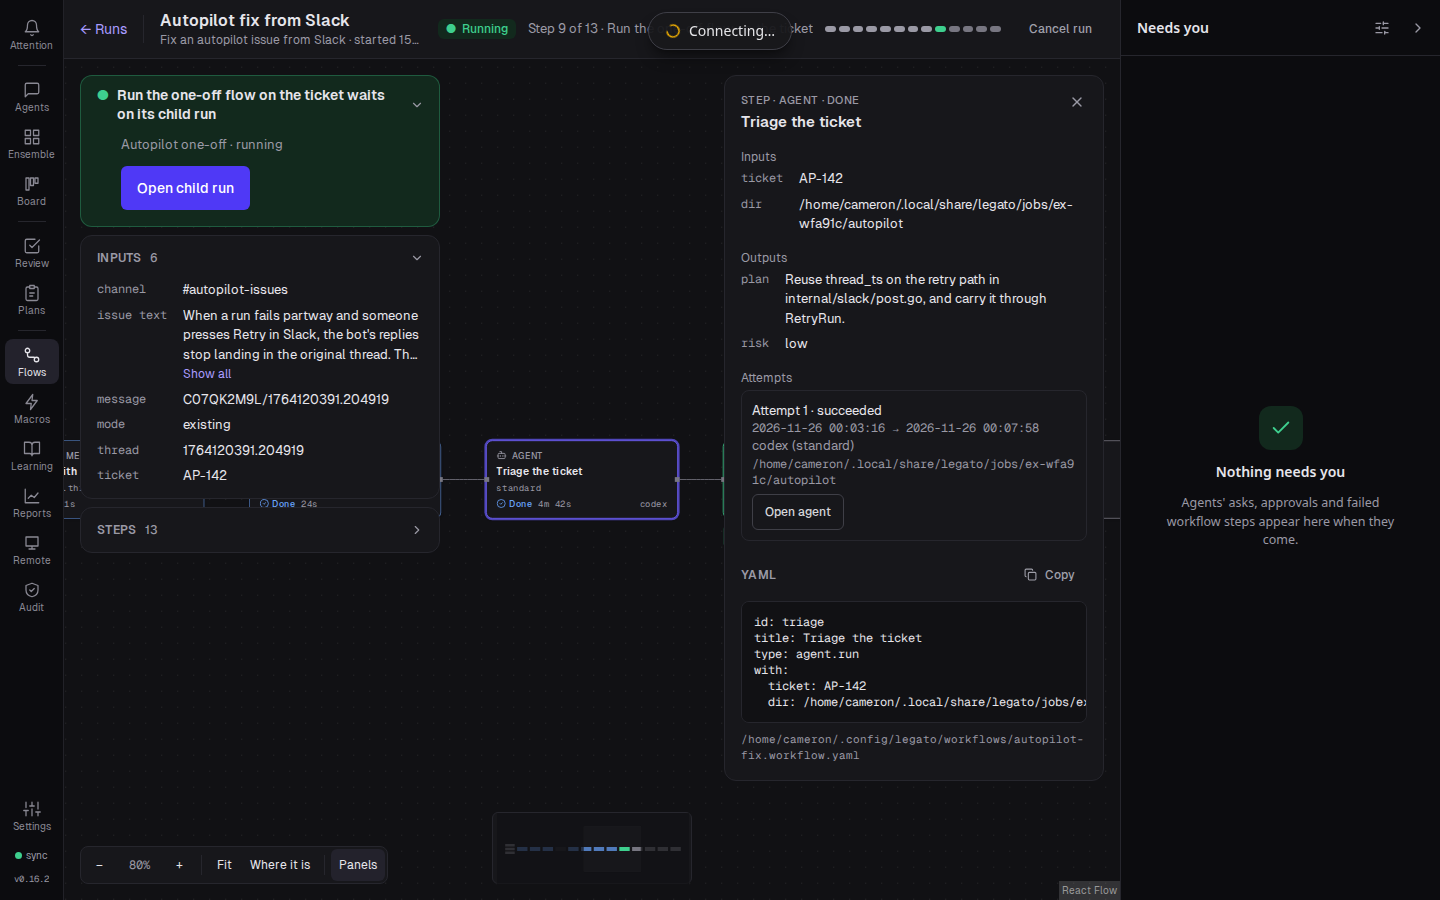 Attention
Agents
Ensemble
Board
Review
Plans
Flows
Macros
Learning
Reports
Remote
Audit
Settings
sync
v0.16.2
← Runs
Autopilot fix from Slack
Fix an autopilot issue from Slack · started 15…
Running
Step 9 of 13 · Run the
Connecting...
cket
Cancel run
Run the one-off flow on the ticket waits
on its child run
Autopilot one-off · running
Open child run
INPUTS 6
channel #autopilot-issues
issue text When a run fails partway and someone
presses Retry in Slack, the bot's replies
stop landing in the original thread. Th…
Show all
message C07QK2M9L/1764120391.204919
mode existing
thread 1764120391.204919
ticket AP-142
Done 24s
STEPS 13
AGENT
Triage the ticket
standard
Done 4m 42s codex
STEP · AGENT · DONE
Triage the ticket
Inputs
ticket AP-142
dir /home/cameron/.local/share/legato/jobs/ex-
wfa91c/autopilot
Outputs
plan Reuse thread_ts on the retry path in
internal/slack/post.go, and carry it through
RetryRun.
risk low
Attempts
Attempt 1 · succeeded
2026-11-26 00:03:16 → 2026-11-26 00:07:58
codex (standard)
/home/cameron/.local/share/legato/jobs/ex-wfa9
1c/autopilot
Open agent
YAML
Copy
id: triage
title: Triage the ticket
type: agent.run
with:
ticket: AP-142
dir: /home/cameron/.local/share/legato/jobs/ex
/home/cameron/.config/legato/workflows/autopilot-
fix.workflow.yaml
− 80% + Fit Where it is Panels
React Flow
Needs you
Nothing needs you
Agents' asks, approvals and failed
workflow steps appear here when they
come.